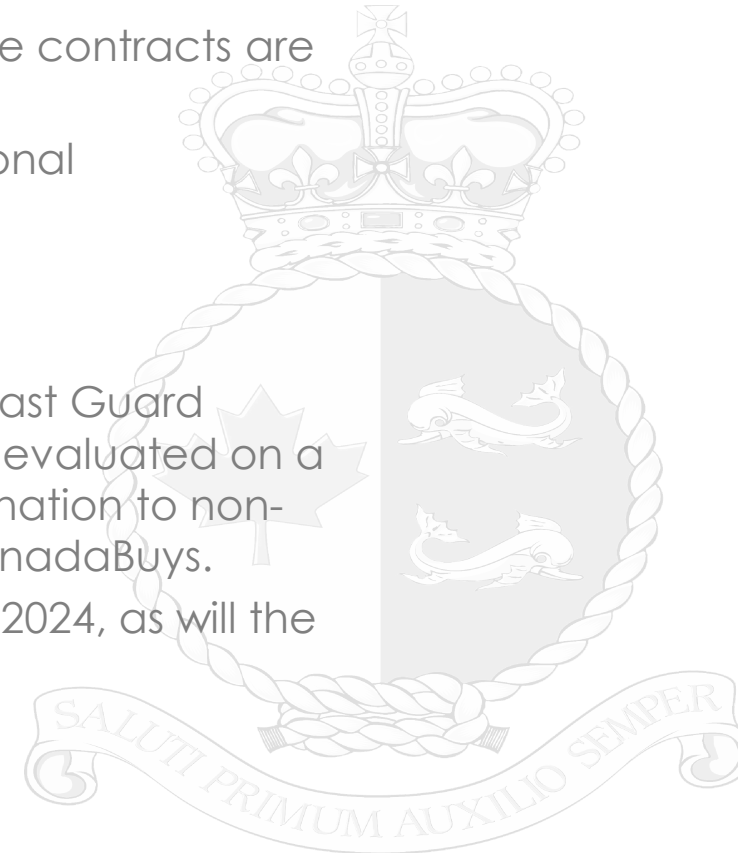 e contracts are
onal
ast Guard
evaluated on a
nation to non-
nadaBuys.
2024, as will the
SALUTI PRIMUM AUXILIO SEMPER